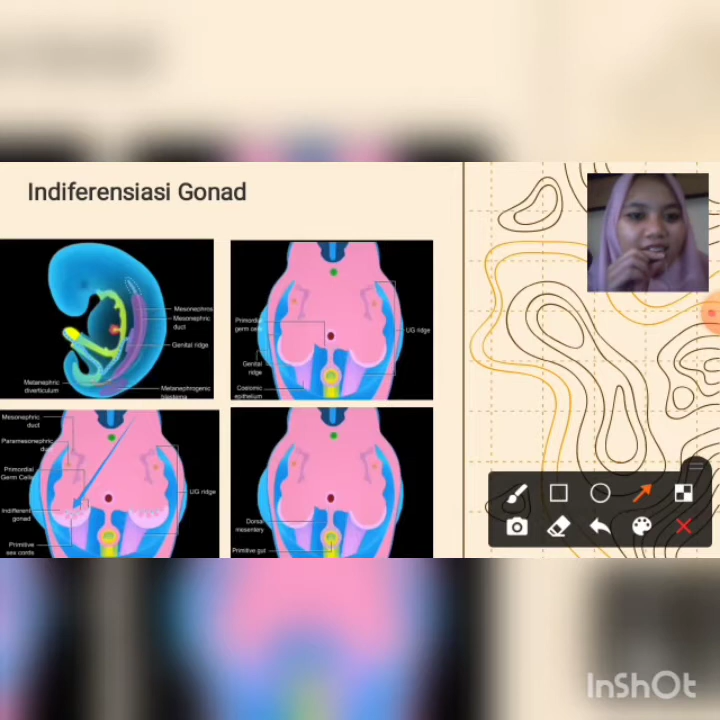 Indiferensiasi Gonad
Mesonephros
Mesonephric
duct
Genital ridge
Metanephric
diverticulum
Metanephrogenic
blastema
Primordial
germ cells
UG ridge
Genital
ridge
Coelomic
epithelium
Mesonephric
duct
Paramesonephric
duct
Primordial
Germ Cells
UG ridge
Indifferent
gonad
Primitive
sex cords
Dorsal
mesentery
Primitive gut
InShOt